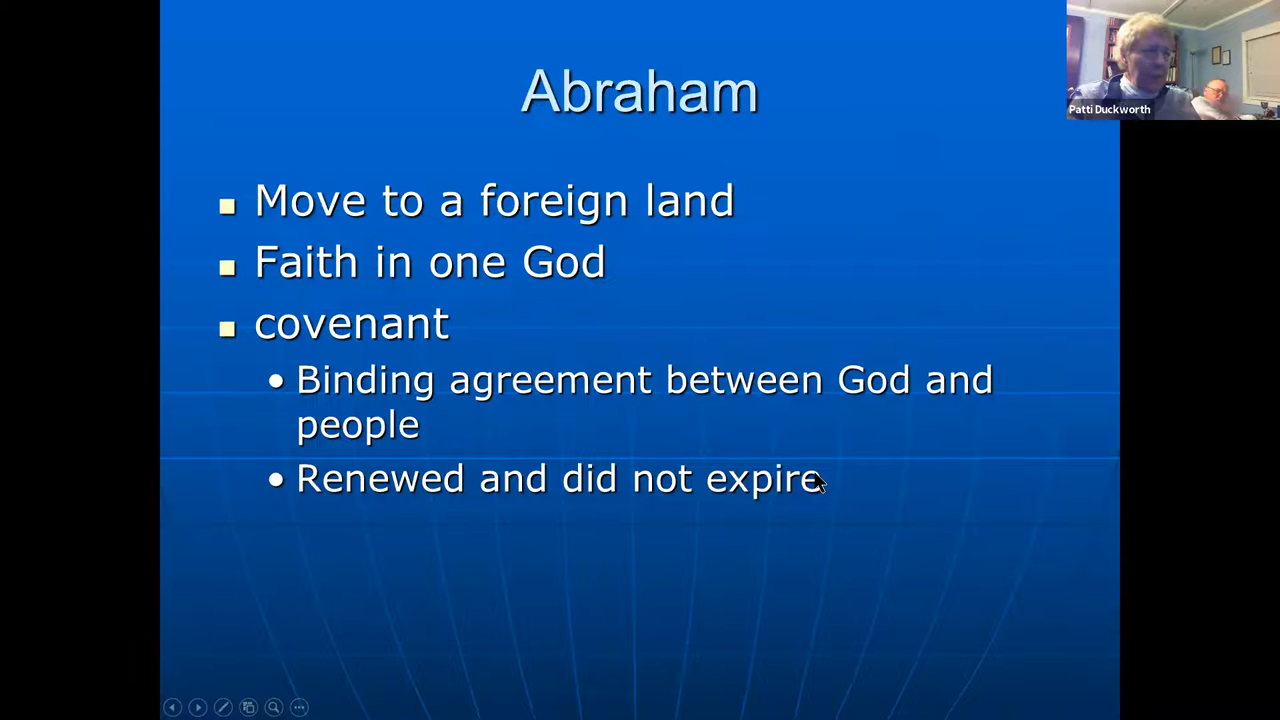 Abraham
Patti Duckworth
Move to a foreign land
Faith in one God
covenant
Binding agreement between God and
people
Renewed and did not expire